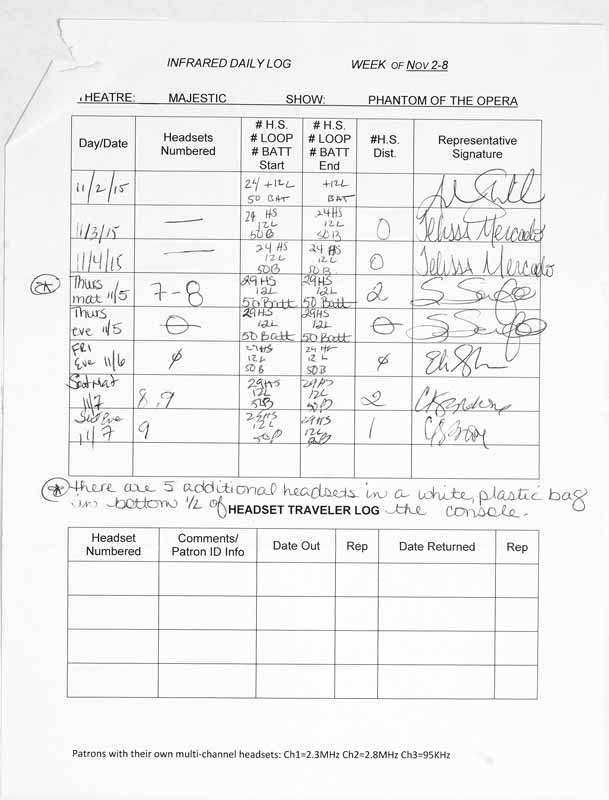 INFRARED DAILY LOG WEEK OF NOV 2-8
THEATRE: MAJESTIC SHOW: PHANTOM OF THE OPERA
Day/Date Headsets Numbered # H.S. # LOOP # BATT Start # H.S. # LOOP # BATT End #H.S. Dist. Representative Signature
11/2/15 24 +12L 50 BAT +12L BAT
11/3/15 — 24 HS 12L 50B 24HS 12L 50B 0 Telissa Mercado
11/4/15 — 24 HS 12L 50B 24 HS 12L 50B 0 Telissa Mercado
* Thurs mat 11/5 7-8 29HS 12L 50 Batt 29HS 12L 50 Batt 2
Thurs eve 11/5 0 29HS 12L 50 Batt 29HS 12L 50 Batt 0
FRI Eve 11/6 0 29HS 12L 50B 29 HS 12L 50B 0
Sat Mat 11/7 8,9 29HS 12L 50B 29HS 12L 50B 2
Sat Eve 11/7 9 29HS 12L 50B 29HS 12L 50B 1
* there are 5 additional headsets in a white, plastic bag
in bottom 1/2 of the console.
HEADSET TRAVELER LOG
Headset Numbered Comments/ Patron ID Info Date Out Rep Date Returned Rep
Patrons with their own multi-channel headsets: Ch1=2.3MHz Ch2=2.8MHz Ch3=95KHz